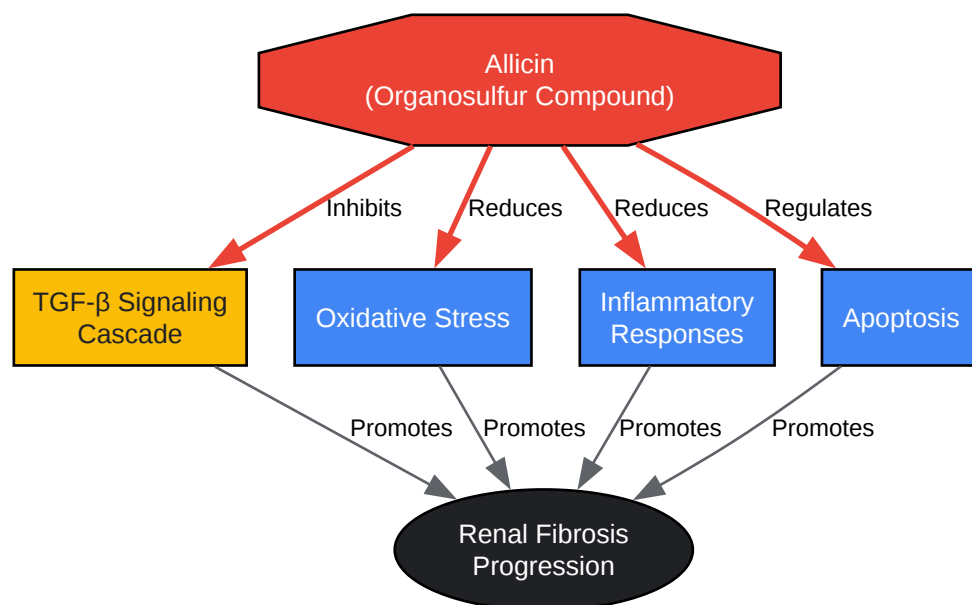 Allicin
(Organosulfur Compound)
Inhibits
Reduces
Reduces
Regulates
TGF-β Signaling
Cascade
Oxidative Stress
Inflammatory
Responses
Apoptosis
Promotes
Promotes
Promotes
Promotes
Renal Fibrosis
Progression